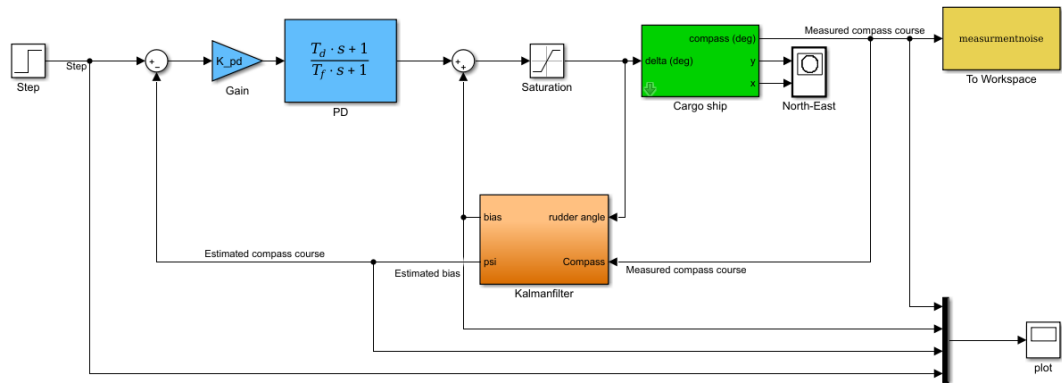 Measured compass course
compass (deg)
measurmentnoise
T_d · s + 1
T_f · s + 1
K_pd
delta (deg)
y
x
Step
Step
Gain
PD
Saturation
Cargo ship
North-East
To Workspace
bias
rudder angle
psi
Compass
Estimated compass course
Estimated bias
Measured compass course
Kalmanfilter
plot